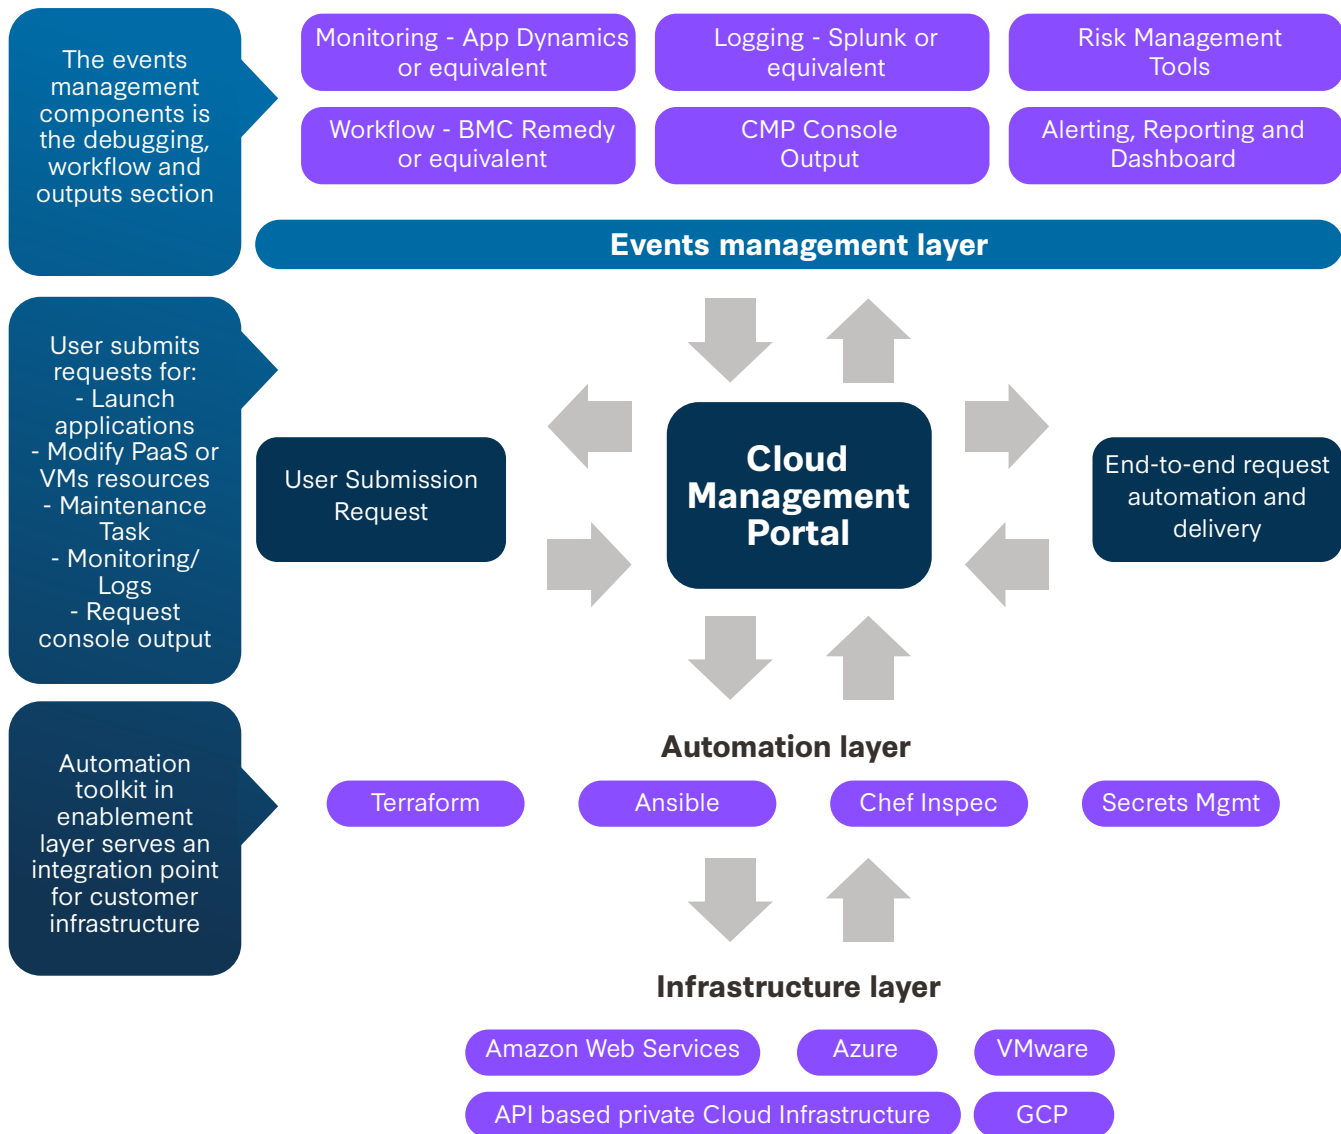 The events
management
components is
the debugging,
workflow and
outputs section
Monitoring - App Dynamics
or equivalent
Logging - Splunk or
equivalent
Risk Management
Tools
Workflow - BMC Remedy
or equivalent
CMP Console
Output
Alerting, Reporting and
Dashboard
Events management layer
User submits
requests for:
- Launch
applications
- Modify PaaS or
VMs resources
- Maintenance
Task
- Monitoring/
Logs
- Request
console output
User Submission
Request
Cloud
Management
Portal
End-to-end request
automation and
delivery
Automation
toolkit in
enablement
layer serves an
integration point
for customer
infrastructure
Automation layer
Terraform
Ansible
Chef Inspec
Secrets Mgmt
Infrastructure layer
Amazon Web Services
Azure
VMware
API based private Cloud Infrastructure
GCP